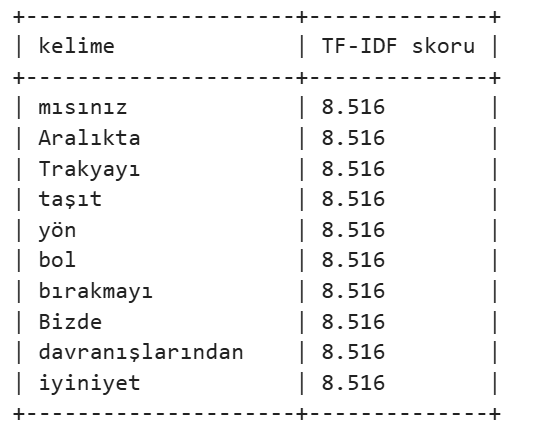 +---------------------+--------------+
| kelime              | TF-IDF skoru |
+---------------------+--------------+
| mısınız             | 8.516        |
| Aralıkta            | 8.516        |
| Trakyayı            | 8.516        |
| taşıt               | 8.516        |
| yön                 | 8.516        |
| bol                 | 8.516        |
| bırakmayı           | 8.516        |
| Bizde               | 8.516        |
| davranışlarından    | 8.516        |
| iyiniyet            | 8.516        |
+---------------------+--------------+